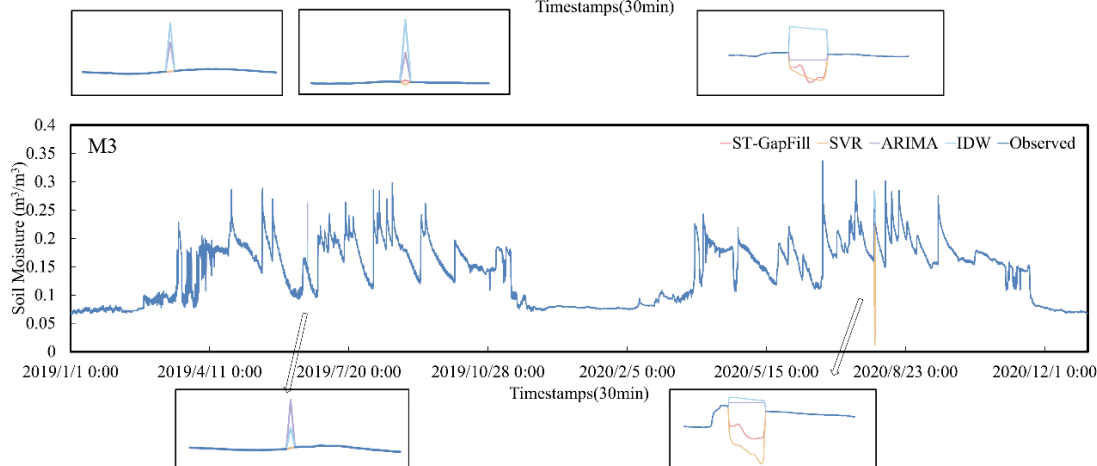 Timestamps(30min)
M3
ST-GapFill SVR ARIMA IDW Observed
Soil Moisture (m³/m³)
0.4
0.35
0.3
0.25
0.2
0.15
0.1
0.05
0
2019/1/1 0:00 2019/4/11 0:00 2019/7/20 0:00 2019/10/28 0:00 2020/2/5 0:00 2020/5/15 0:00 2020/8/23 0:00 2020/12/1 0:00
Timestamps(30min)